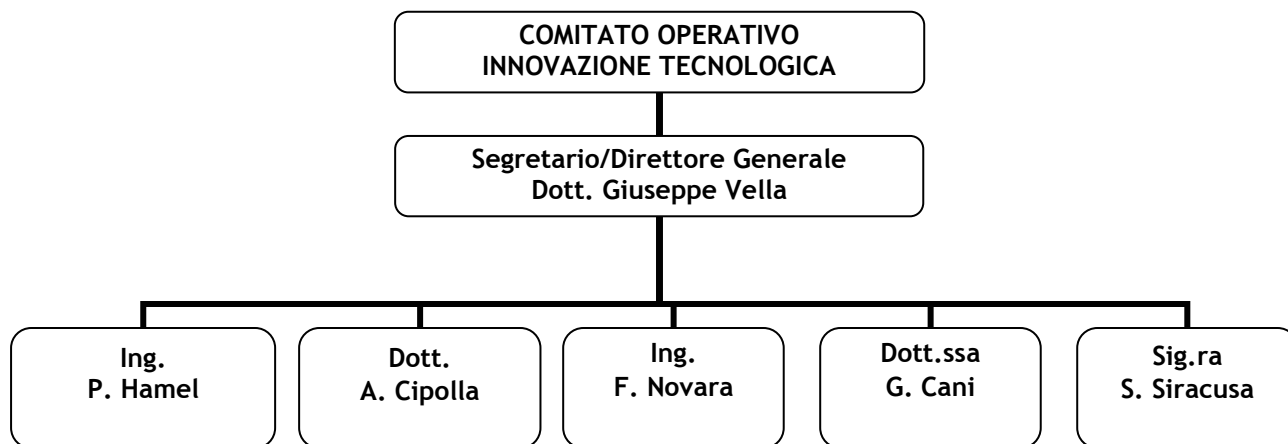 COMITATO OPERATIVO
INNOVAZIONE TECNOLOGICA
Segretario/Direttore Generale
Dott. Giuseppe Vella
Ing.
P. Hamel
Dott.
A. Cipolla
Ing.
F. Novara
Dott.ssa
G. Cani
Sig.ra
S. Siracusa